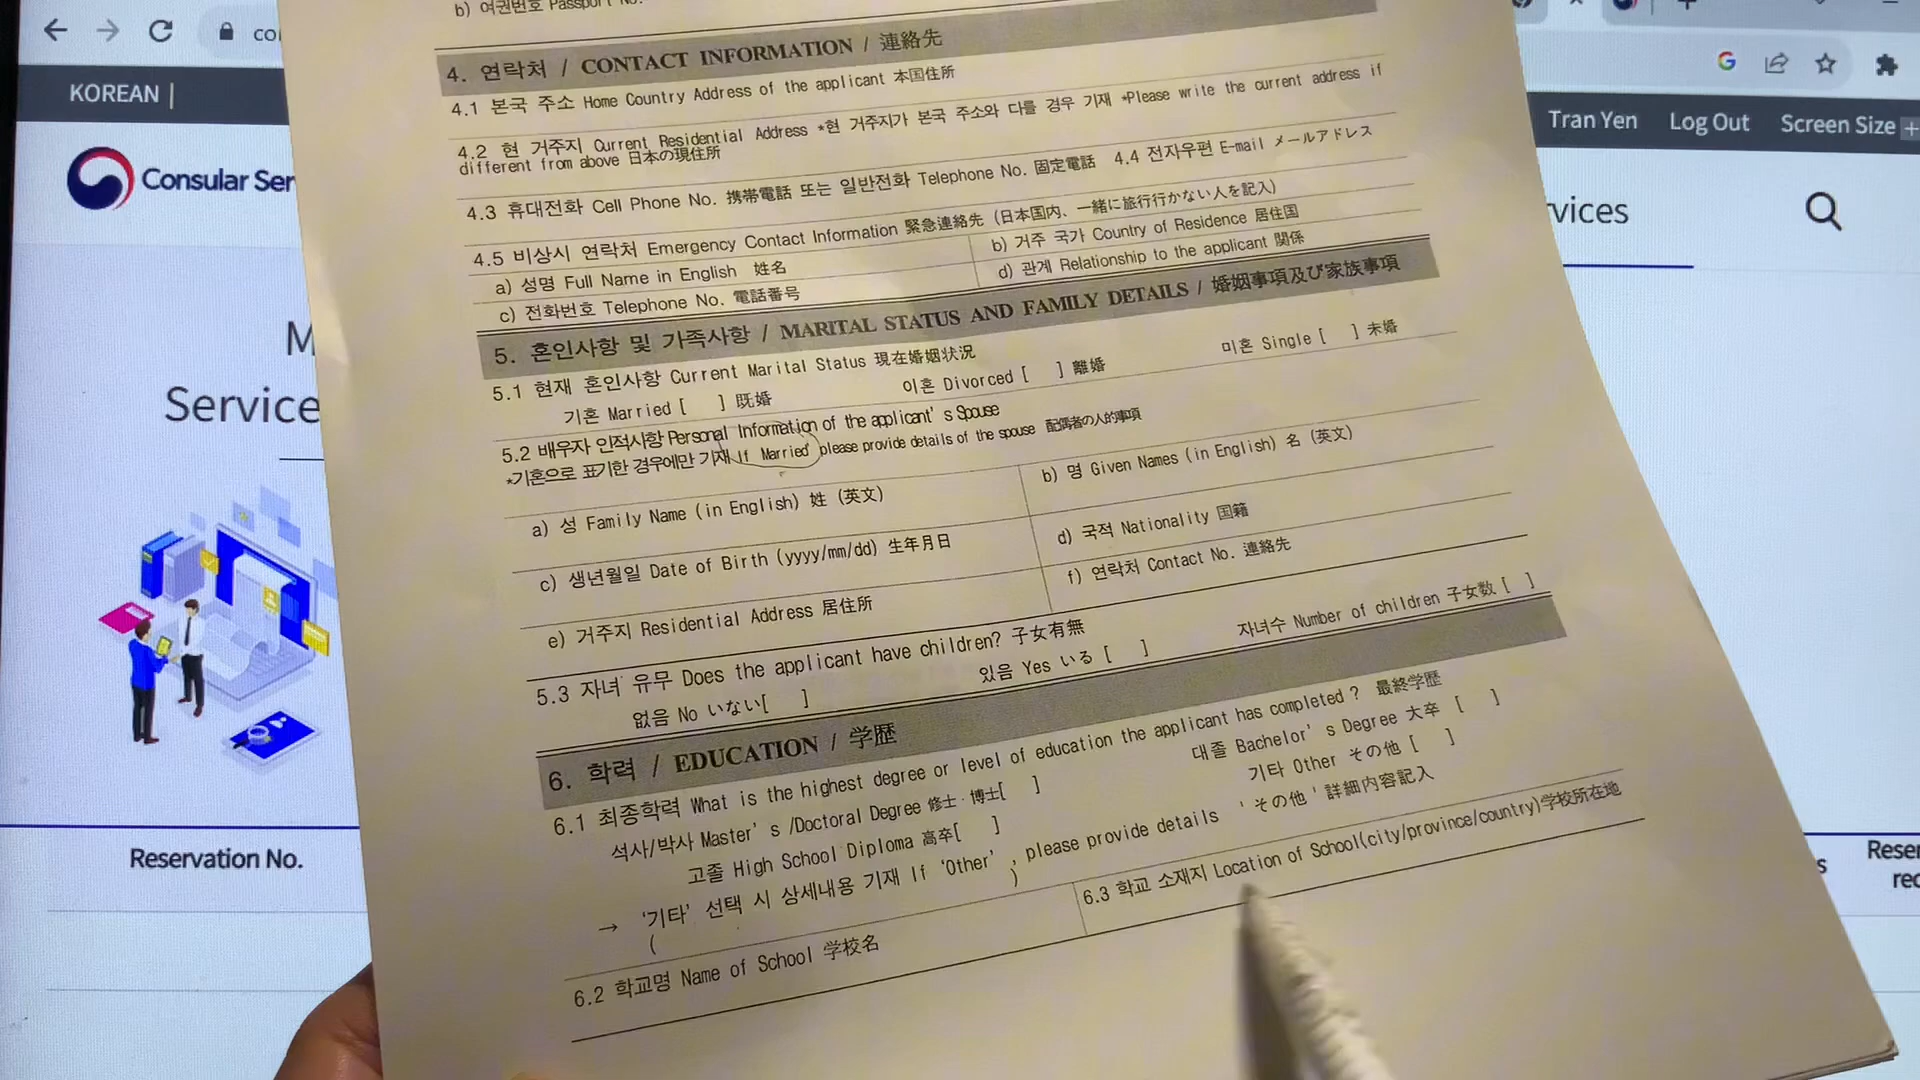 KOREAN |
Tran Yen
Log Out
Screen Size
Consular Ser
vices
M
Service
Reservation No.
b) 여권번호 Passport No.
4. 연락처 / CONTACT INFORMATION / 連絡先
4.1 본국 주소 Home Country Address of the applicant 本国住所
4.2 현 거주지 Current Residential Address *현 거주지가 본국 주소와 다를 경우 기재 *Please write the current address if
different from above 日本の現住所
4.3 휴대전화 Cell Phone No. 携帯電話 또는 일반전화 Telephone No. 固定電話 4.4 전자우편 E-mail メールアドレス
4.5 비상시 연락처 Emergency Contact Information 緊急連絡先 (日本国内、一緒に旅行行かない人を記入)
a) 성명 Full Name in English 姓名
b) 거주 국가 Country of Residence 居住国
c) 전화번호 Telephone No. 電話番号
d) 관계 Relationship to the applicant 関係
5. 혼인사항 및 가족사항 / MARITAL STATUS AND FAMILY DETAILS / 婚姻事項及び家族事項
5.1 현재 혼인사항 Current Marital Status 現在婚姻状況
기혼 Married [ ] 既婚 이혼 Divorced [ ] 離婚 미혼 Single [ ] 未婚
5.2 배우자 인적사항 Personal Information of the applicant's Spouse
*기혼으로 표기한 경우에만 기재 If 'Married' please provide details of the spouse 配偶者の人的事項
a) 성 Family Name (in English) 姓 (英文)
b) 명 Given Names (in English) 名 (英文)
c) 생년월일 Date of Birth (yyyy/mm/dd) 生年月日
d) 국적 Nationality 国籍
e) 거주지 Residential Address 居住所
f) 연락처 Contact No. 連絡先
5.3 자녀 유무 Does the applicant have children? 子女有無
없음 No いない[ ] 있음 Yes いる [ ] 자녀수 Number of children 子女数 [ ]
6. 학력 / EDUCATION / 学歴
6.1 최종학력 What is the highest degree or level of education the applicant has completed ? 最終学歴
석사/박사 Master's /Doctoral Degree 修士·博士[ ] 대졸 Bachelor's Degree 大卒 [ ]
고졸 High School Diploma 高卒[ ] 기타 Other その他 [ ]
→ '기타' 선택 시 상세내용 기재 If 'Other', please provide details 'その他'詳細内容記入
( )
6.2 학교명 Name of School 学校名
6.3 학교 소재지 Location of School(city/province/country)学校所在地
Reser
rec